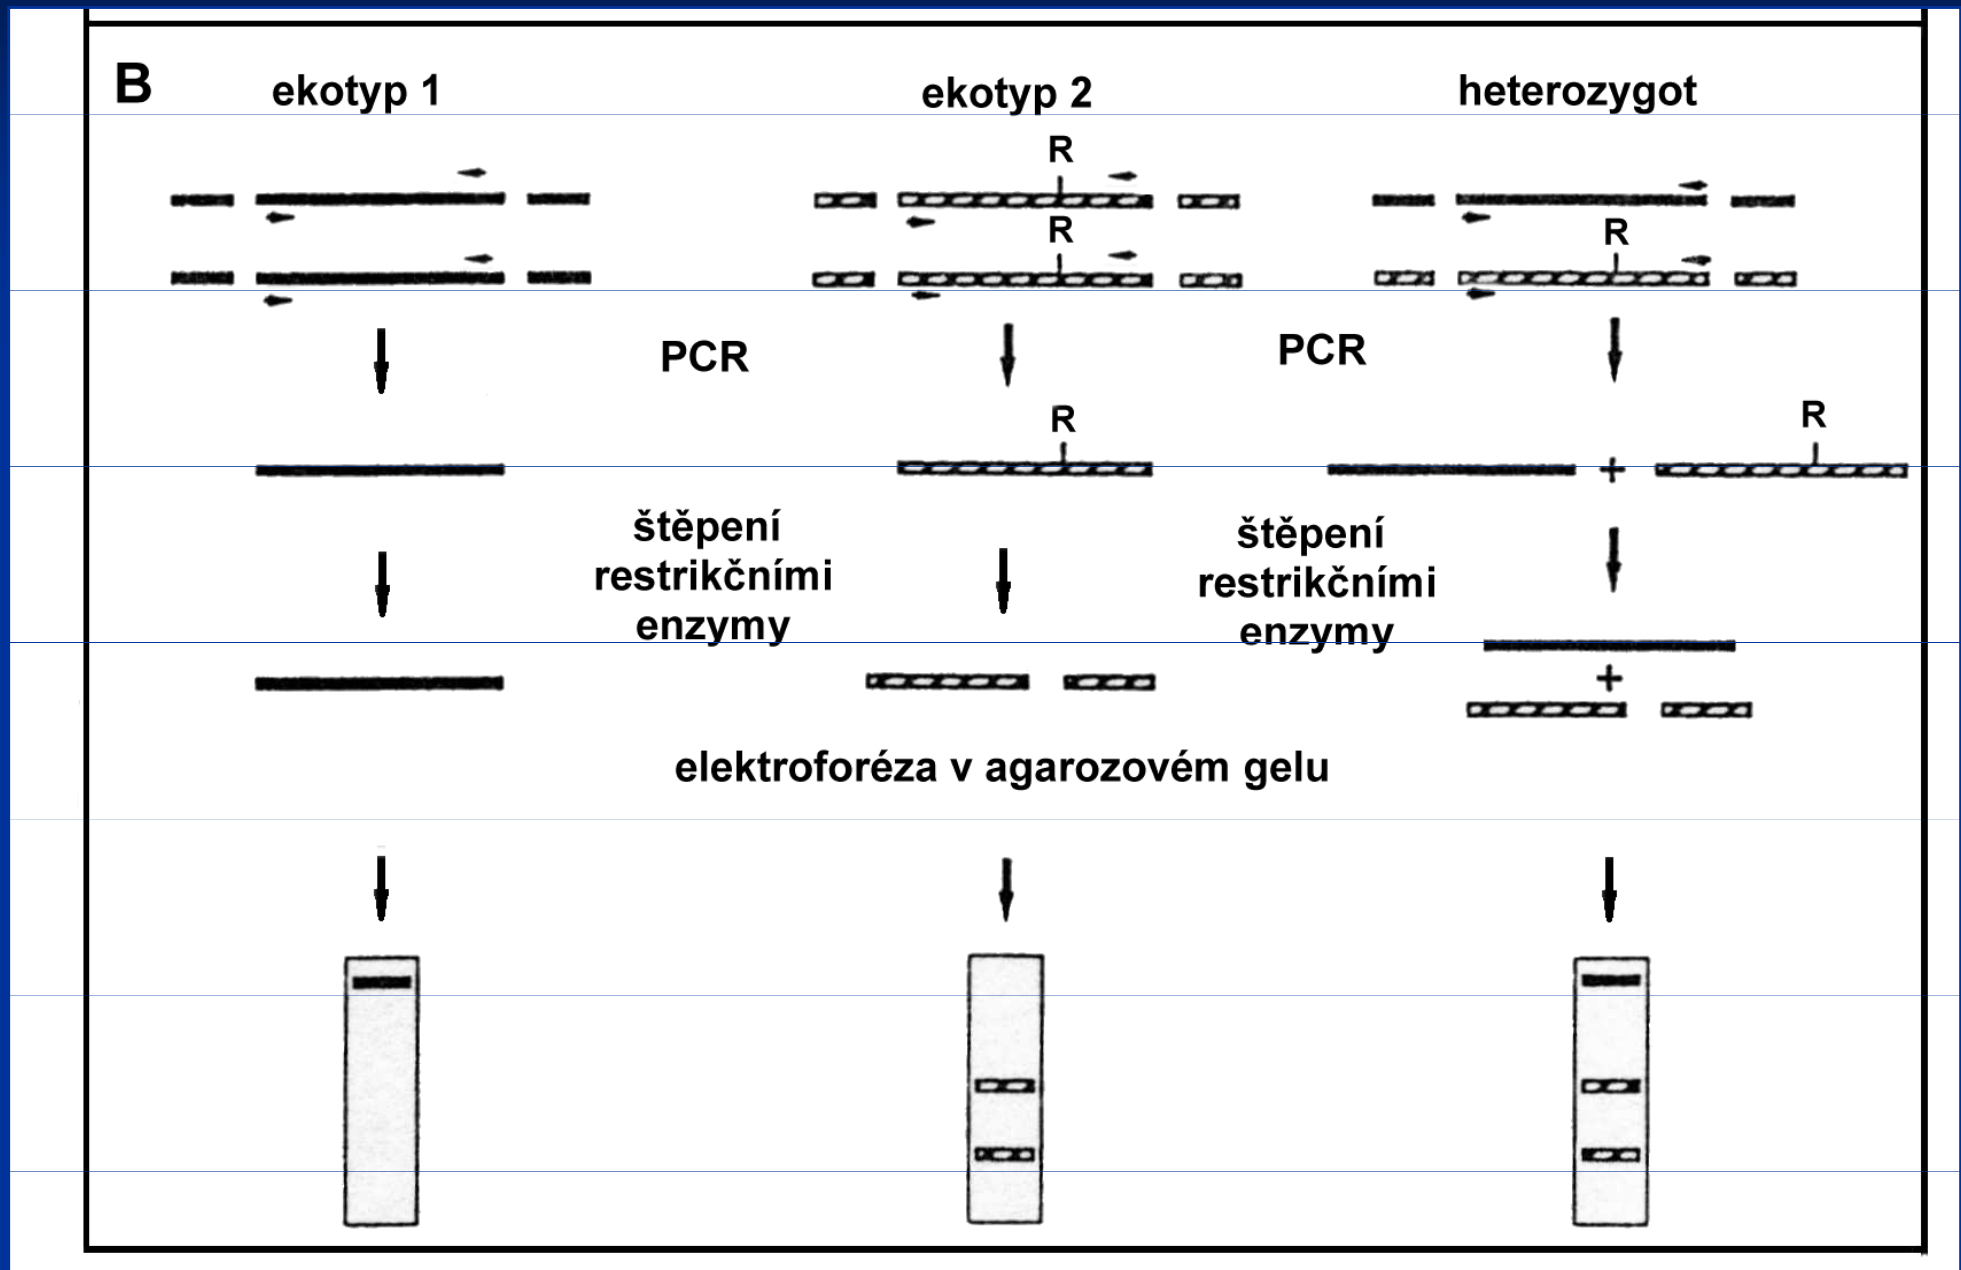 B
ekotyp 1
ekotyp 2
heterozygot
R
R
R
PCR
PCR
R
R
+
štěpení
restrikčními
enzymy
štěpení
restrikčními
enzymy
+
elektroforéza v agarozovém gelu